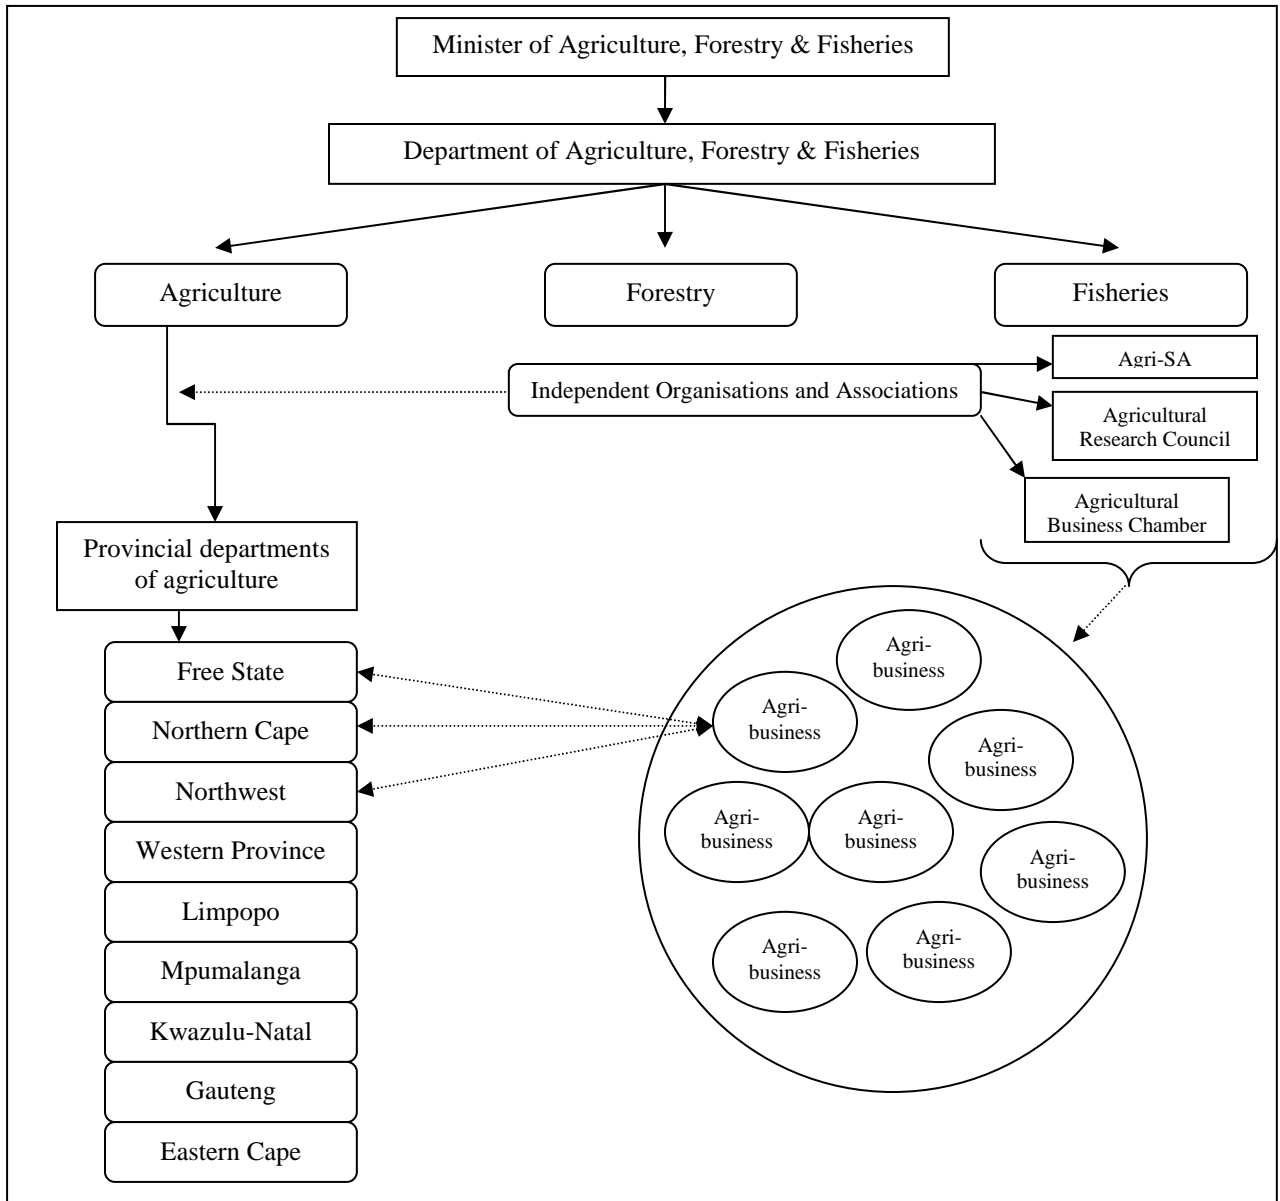 Minister of Agriculture, Forestry & Fisheries
Department of Agriculture, Forestry & Fisheries
Agriculture
Forestry
Fisheries
Independent Organisations and Associations
Agri-SA
Agricultural
Research Council
Agricultural
Business Chamber
Provincial departments
of agriculture
Free State
Northern Cape
Northwest
Western Province
Limpopo
Mpumalanga
Kwazulu-Natal
Gauteng
Eastern Cape
Agri-
business
Agri-
business
Agri-
business
Agri-
business
Agri-
business
Agri-
business
Agri-
business
Agri-
business